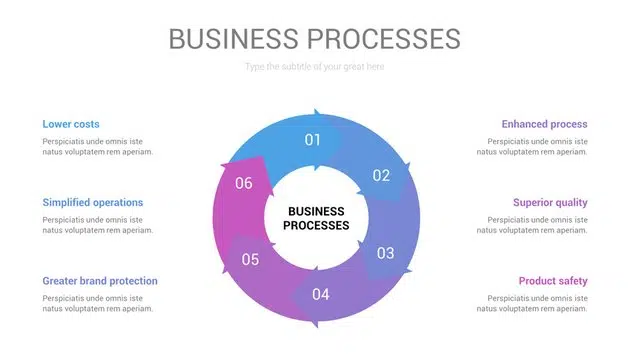 BUSINESS PROCESSES
Type the subtitle of your great here
Lower costs
Perspiciatis unde omnis iste
natus voluptatem rem aperiam.
Simplified operations
Perspiciatis unde omnis iste
natus voluptatem rem aperiam.
Greater brand protection
Perspiciatis unde omnis iste
natus voluptatem rem aperiam.
01
02
03
04
05
06
BUSINESS
PROCESSES
Enhanced process
Perspiciatis unde omnis iste
natus voluptatem rem aperiam.
Superior quality
Perspiciatis unde omnis iste
natus voluptatem rem aperiam.
Product safety
Perspiciatis unde omnis iste
natus voluptatem rem aperiam.